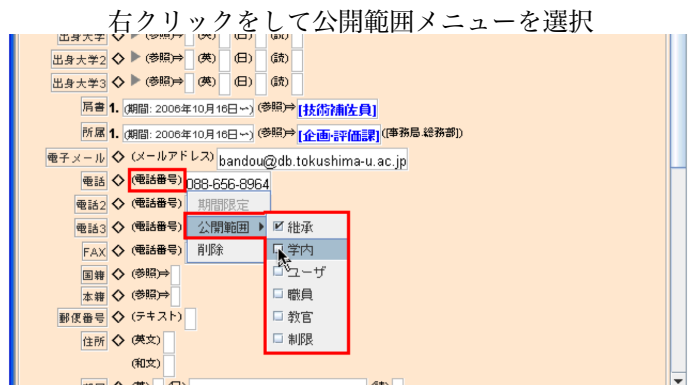 右クリックをして公開範囲メニューを選択
出身大学 (参照)⇒ (英) (日) (読)
出身大学2 (参照)⇒ (英) (日) (読)
出身大学3 (参照)⇒ (英) (日) (読)
肩書 1. (期間: 2006年10月16日〜) (参照)⇒ [技術補佐員]
所属 1. (期間: 2006年10月16日〜) (参照)⇒ [企画・評価課] ([事務局.総務部])
電子メール (メールアドレス) bandou@db.tokushima-u.ac.jp
電話 (電話番号) 088-656-8964
電話2 (電話番号) 期間限定
電話3 (電話番号) 公開範囲 継承
FAX (電話番号) 削除 学内
国籍 (参照)⇒ ユーザ
本籍 (参照)⇒ 職員
郵便番号 (テキスト) 教官
住所 (英文) 制限
(和文)